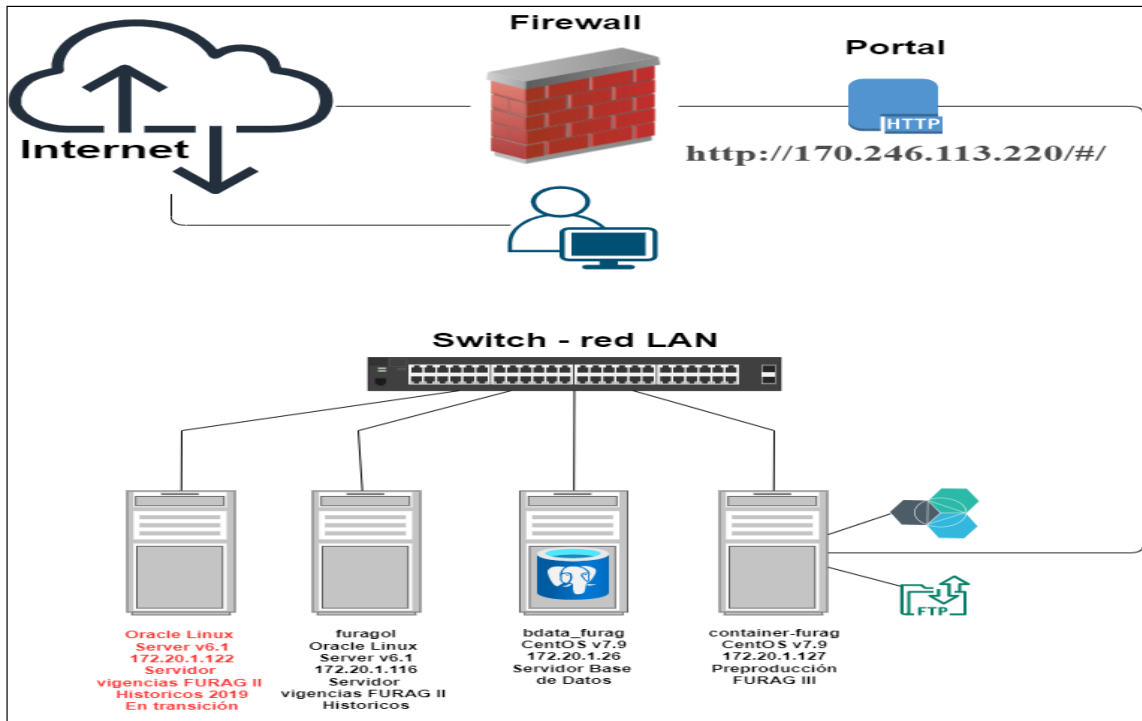 Firewall
Portal
Internet
HTTP
http://170.246.113.220/#/
Switch - red LAN
Oracle Linux
Server v6.1
172.20.1.122
Servidor
vigencias FURAG II
Historicos 2019
En transición
furagol
Oracle Linux
Server v6.1
172.20.1.116
Servidor
vigencias FURAG II
Historicos
bdata_furag
CentOS v7.9
172.20.1.26
Servidor Base
de Datos
container-furag
CentOS v7.9
172.20.1.127
Preproducción
FURAG III
FTP